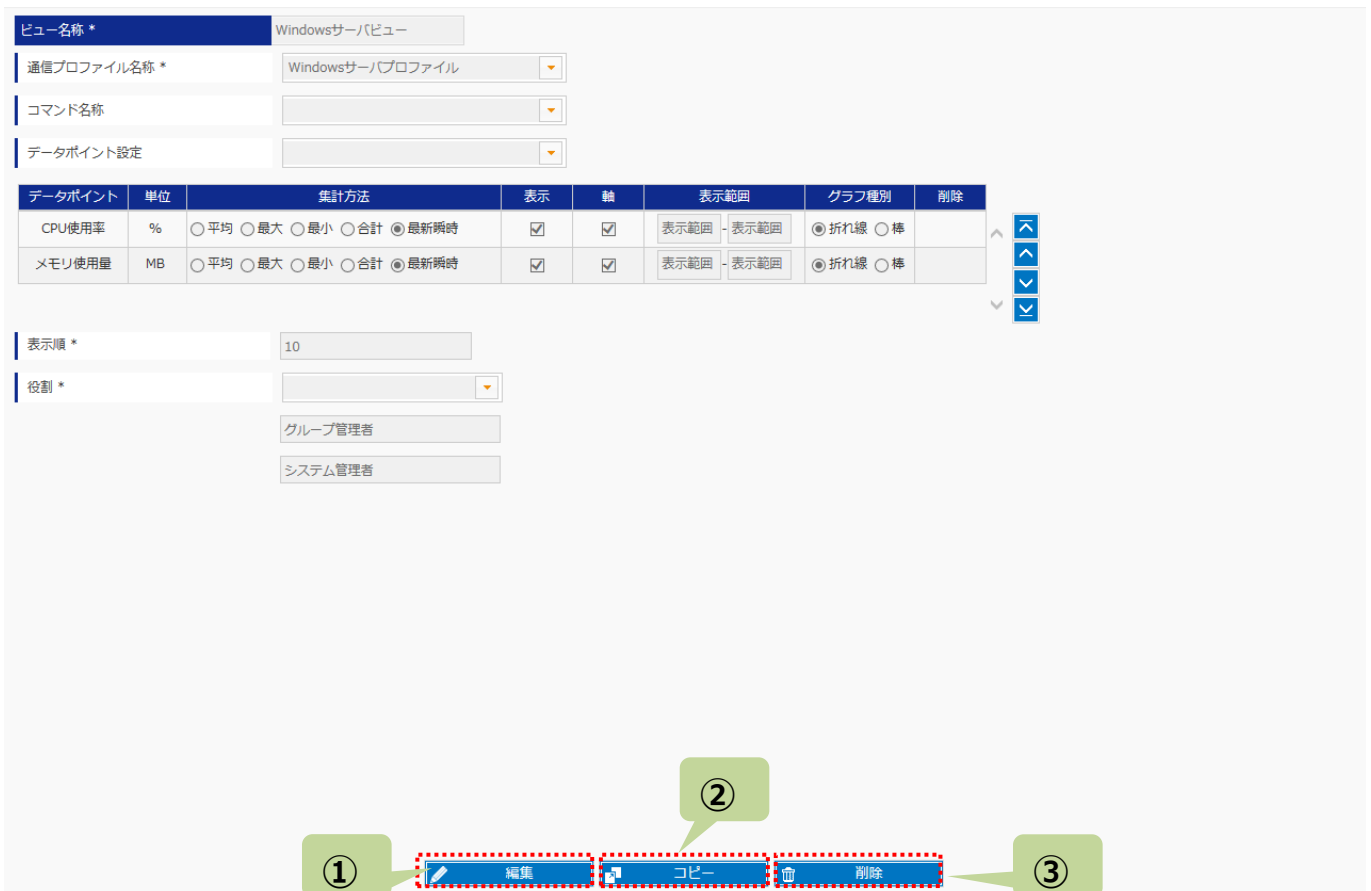 ビュー名称 * Windowsサーバビュー
通信プロファイル名称 * Windowsサーバプロファイル
コマンド名称
データポイント設定
データポイント 単位 集計方法 表示 軸 表示範囲 グラフ種別 削除
CPU使用率 % 平均 最大 最小 合計 最新瞬時 表示範囲 - 表示範囲 折れ線 棒
メモリ使用量 MB 平均 最大 最小 合計 最新瞬時 表示範囲 - 表示範囲 折れ線 棒
表示順 * 10
役割 *
グループ管理者
システム管理者
②
① 編集 コピー 削除 ③